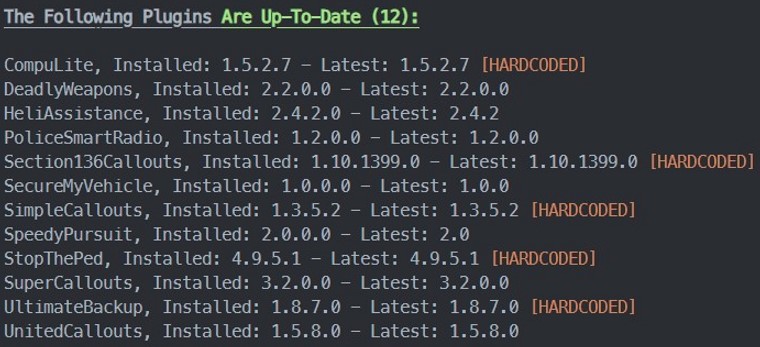 The Following Plugins Are Up-To-Date (12):
CompuLite, Installed: 1.5.2.7 - Latest: 1.5.2.7 [HARDCODED]
DeadlyWeapons, Installed: 2.2.0.0 - Latest: 2.2.0.0
HeliAssistance, Installed: 2.4.2.0 - Latest: 2.4.2
PoliceSmartRadio, Installed: 1.2.0.0 - Latest: 1.2.0.0
Section136Callouts, Installed: 1.10.1399.0 - Latest: 1.10.1399.0 [HARDCODED]
SecureMyVehicle, Installed: 1.0.0.0 - Latest: 1.0.0
SimpleCallouts, Installed: 1.3.5.2 - Latest: 1.3.5.2 [HARDCODED]
SpeedyPursuit, Installed: 2.0.0.0 - Latest: 2.0
StopThePed, Installed: 4.9.5.1 - Latest: 4.9.5.1 [HARDCODED]
SuperCallouts, Installed: 3.2.0.0 - Latest: 3.2.0.0
UltimateBackup, Installed: 1.8.7.0 - Latest: 1.8.7.0 [HARDCODED]
UnitedCallouts, Installed: 1.5.8.0 - Latest: 1.5.8.0